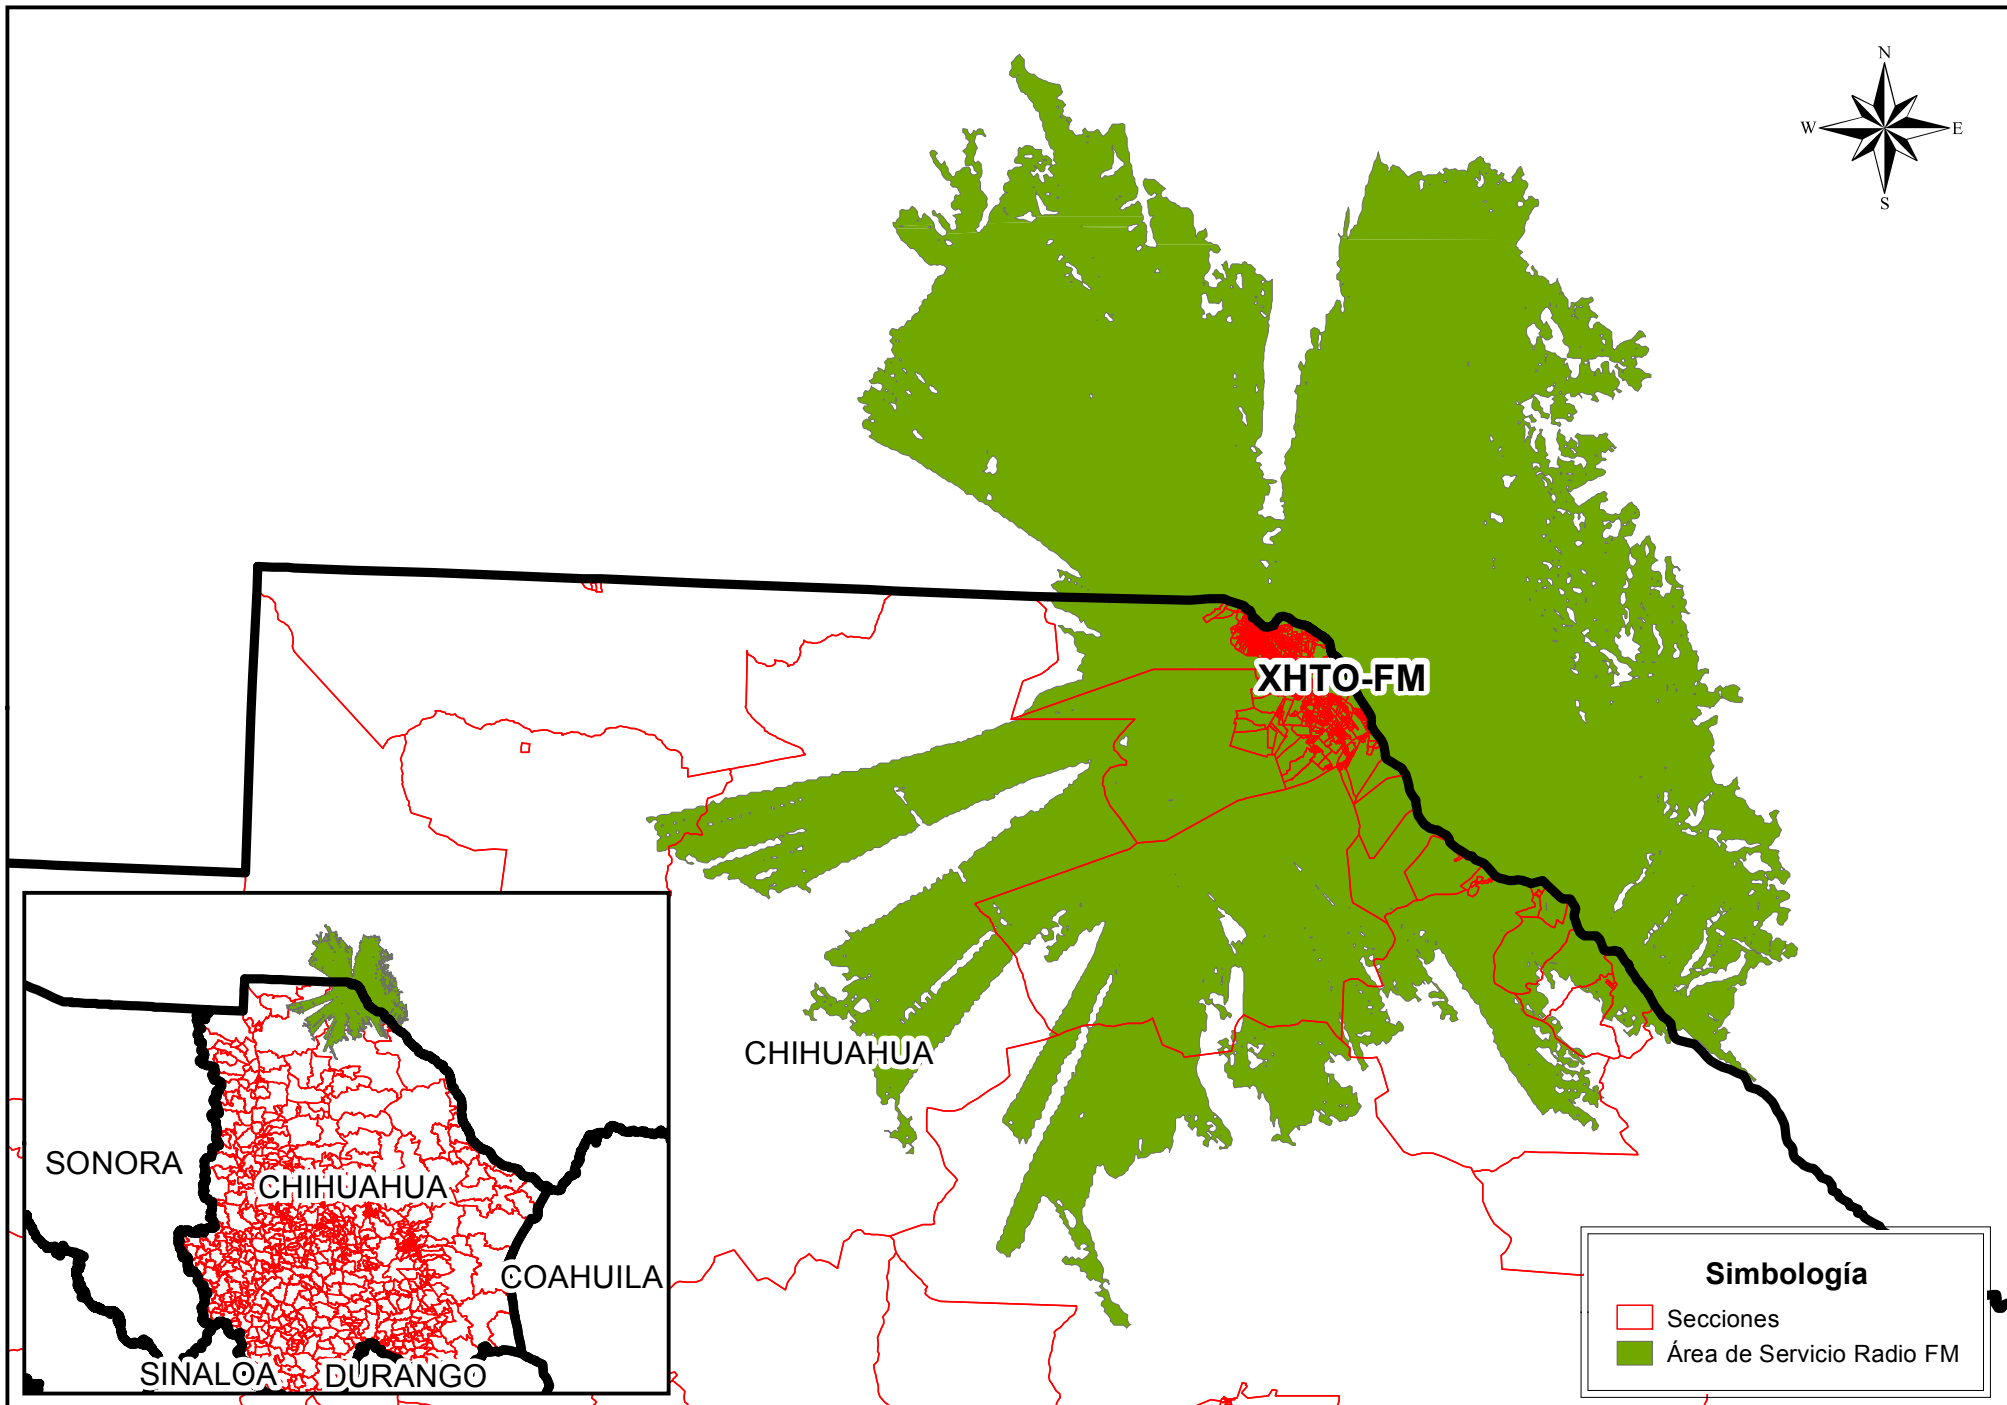 N
W E
S
XHTO-FM
CHIHUAHUA
SONORA
CHIHUAHUA
COAHUILA
SINALOA
DURANGO
Simbología
Secciones
Área de Servicio Radio FM